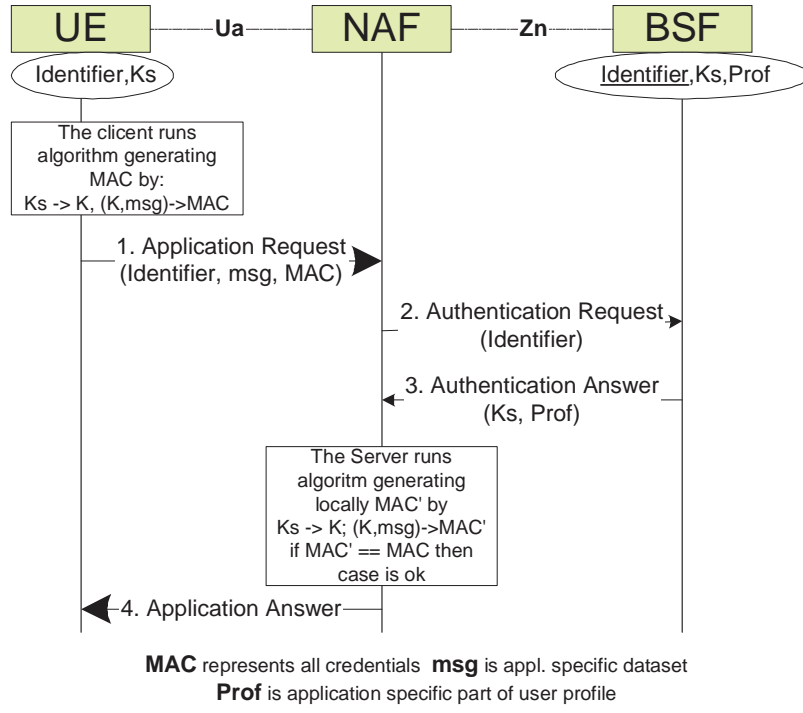 UE Ua NAF Zn BSF
Identifier,Ks
Identifier,Ks,Prof
The clicent runs
algorithm generating
MAC by:
Ks -> K, (K,msg)->MAC
1. Application Request
(Identifier, msg, MAC)
2. Authentication Request
(Identifier)
3. Authentication Answer
(Ks, Prof)
The Server runs
algoritm generating
locally MAC' by
Ks -> K; (K,msg)->MAC'
if MAC' == MAC then
case is ok
4. Application Answer
MAC represents all credentials msg is appl. specific dataset
Prof is application specific part of user profile